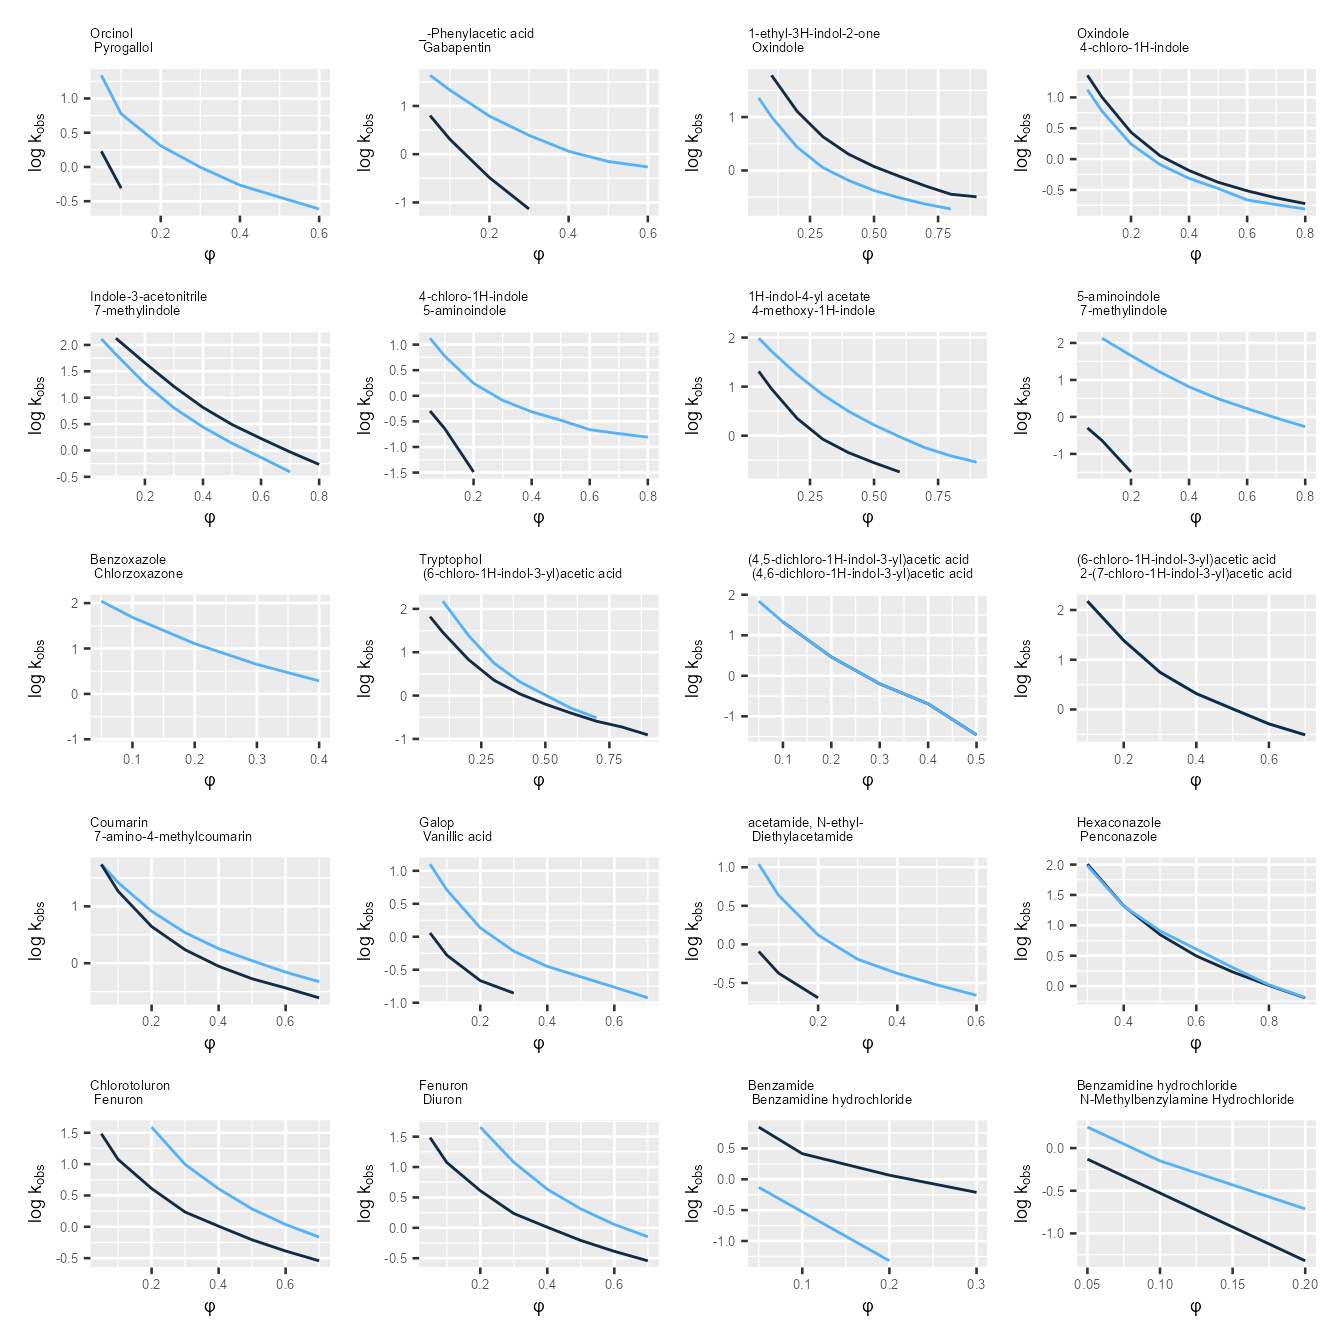 Orcinol
Pyrogallol
_-Phenylacetic acid
Gabapentin
1-ethyl-3H-indol-2-one
Oxindole
Oxindole
4-chloro-1H-indole
log kobs
1.0
0.5
0.0
-0.5
0.2 0.4 0.6
φ
log kobs
1
0
-1
0.2 0.4 0.6
φ
log kobs
1
0
0.25 0.50 0.75
φ
log kobs
1.0
0.5
0.0
-0.5
0.2 0.4 0.6 0.8
φ
Indole-3-acetonitrile
7-methylindole
4-chloro-1H-indole
5-aminoindole
1H-indol-4-yl acetate
4-methoxy-1H-indole
5-aminoindole
7-methylindole
log kobs
2.0
1.5
1.0
0.5
0.0
-0.5
0.2 0.4 0.6 0.8
φ
log kobs
1.0
0.5
0.0
-0.5
-1.0
-1.5
0.2 0.4 0.6 0.8
φ
log kobs
2
1
0
0.25 0.50 0.75
φ
log kobs
2
1
0
-1
0.2 0.4 0.6 0.8
φ
Benzoxazole
Chlorzoxazone
Tryptophol
(6-chloro-1H-indol-3-yl)acetic acid
(4,5-dichloro-1H-indol-3-yl)acetic acid
(4,6-dichloro-1H-indol-3-yl)acetic acid
(6-chloro-1H-indol-3-yl)acetic acid
2-(7-chloro-1H-indol-3-yl)acetic acid
log kobs
2
1
0
-1
0.1 0.2 0.3 0.4
φ
log kobs
2
1
0
-1
0.25 0.50 0.75
φ
log kobs
2
1
0
-1
0.1 0.2 0.3 0.4 0.5
φ
log kobs
2
1
0
0.2 0.4 0.6
φ
Coumarin
7-amino-4-methylcoumarin
Galop
Vanillic acid
acetamide, N-ethyl-
Diethylacetamide
Hexaconazole
Penconazole
log kobs
1
0
0.2 0.4 0.6
φ
log kobs
1.0
0.5
0.0
-0.5
-1.0
0.2 0.4 0.6
φ
log kobs
1.0
0.5
0.0
-0.5
0.2 0.4 0.6
φ
log kobs
2.0
1.5
1.0
0.5
0.0
0.4 0.6 0.8
φ
Chlorotoluron
Fenuron
Fenuron
Diuron
Benzamide
Benzamidine hydrochloride
Benzamidine hydrochloride
N-Methylbenzylamine Hydrochloride
log kobs
1.5
1.0
0.5
0.0
-0.5
0.2 0.4 0.6
φ
log kobs
1.5
1.0
0.5
0.0
-0.5
0.2 0.4 0.6
φ
log kobs
0.5
0.0
-0.5
-1.0
0.1 0.2 0.3
φ
log kobs
0.0
-0.5
-1.0
0.05 0.10 0.15 0.20
φ